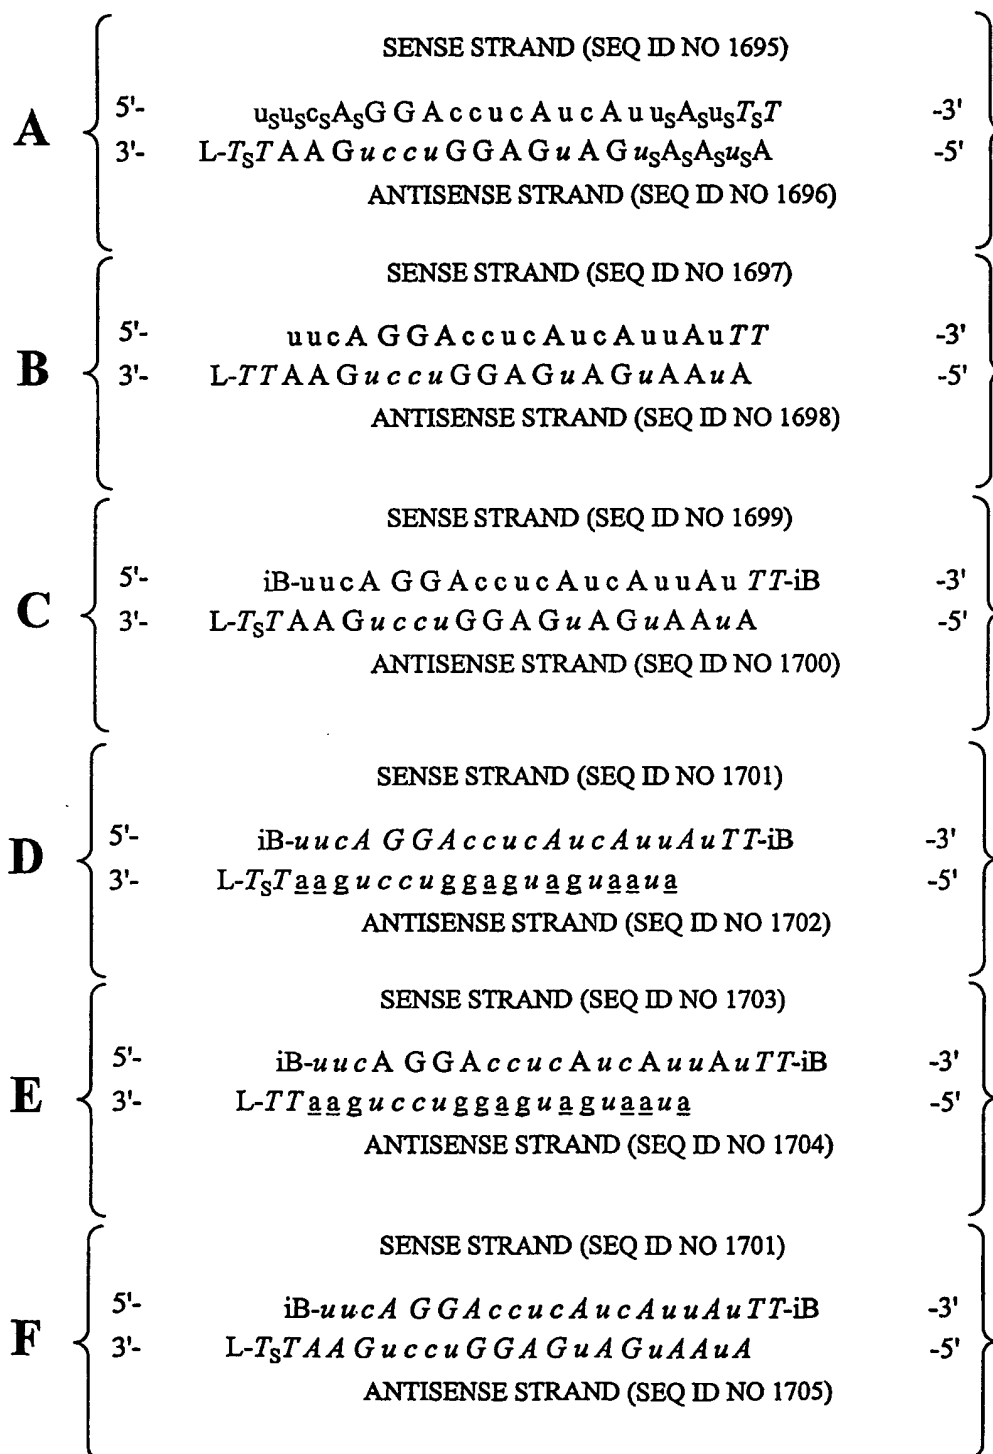 SENSE STRAND (SEQ ID NO 1695)
A
5'- uSuScSASG G A c c u c A u c A u uSASuSTST -3'
3'- L-TST A A G u c c u G G A G u A G uSASASuSA -5'
ANTISENSE STRAND (SEQ ID NO 1696)
SENSE STRAND (SEQ ID NO 1697)
B
5'- u u c A G G A c c u c A u c A u u A u T T -3'
3'- L-T T A A G u c c u G G A G u A G u A A u A -5'
ANTISENSE STRAND (SEQ ID NO 1698)
SENSE STRAND (SEQ ID NO 1699)
C
5'- iB-u u c A G G A c c u c A u c A u u A u T T-iB -3'
3'- L-TST A A G u c c u G G A G u A G u A A u A -5'
ANTISENSE STRAND (SEQ ID NO 1700)
SENSE STRAND (SEQ ID NO 1701)
D
5'- iB-u u c A G G A c c u c A u c A u u A u T T-iB -3'
3'- L-TST a a g u c c u g g a g u a g u a a u a -5'
ANTISENSE STRAND (SEQ ID NO 1702)
SENSE STRAND (SEQ ID NO 1703)
E
5'- iB-u u c A G G A c c u c A u c A u u A u T T-iB -3'
3'- L-T T a a g u c c u g g a g u a g u a a u a -5'
ANTISENSE STRAND (SEQ ID NO 1704)
SENSE STRAND (SEQ ID NO 1701)
F
5'- iB-u u c A G G A c c u c A u c A u u A u T T-iB -3'
3'- L-TST A A G u c c u G G A G u A G u A A u A -5'
ANTISENSE STRAND (SEQ ID NO 1705)